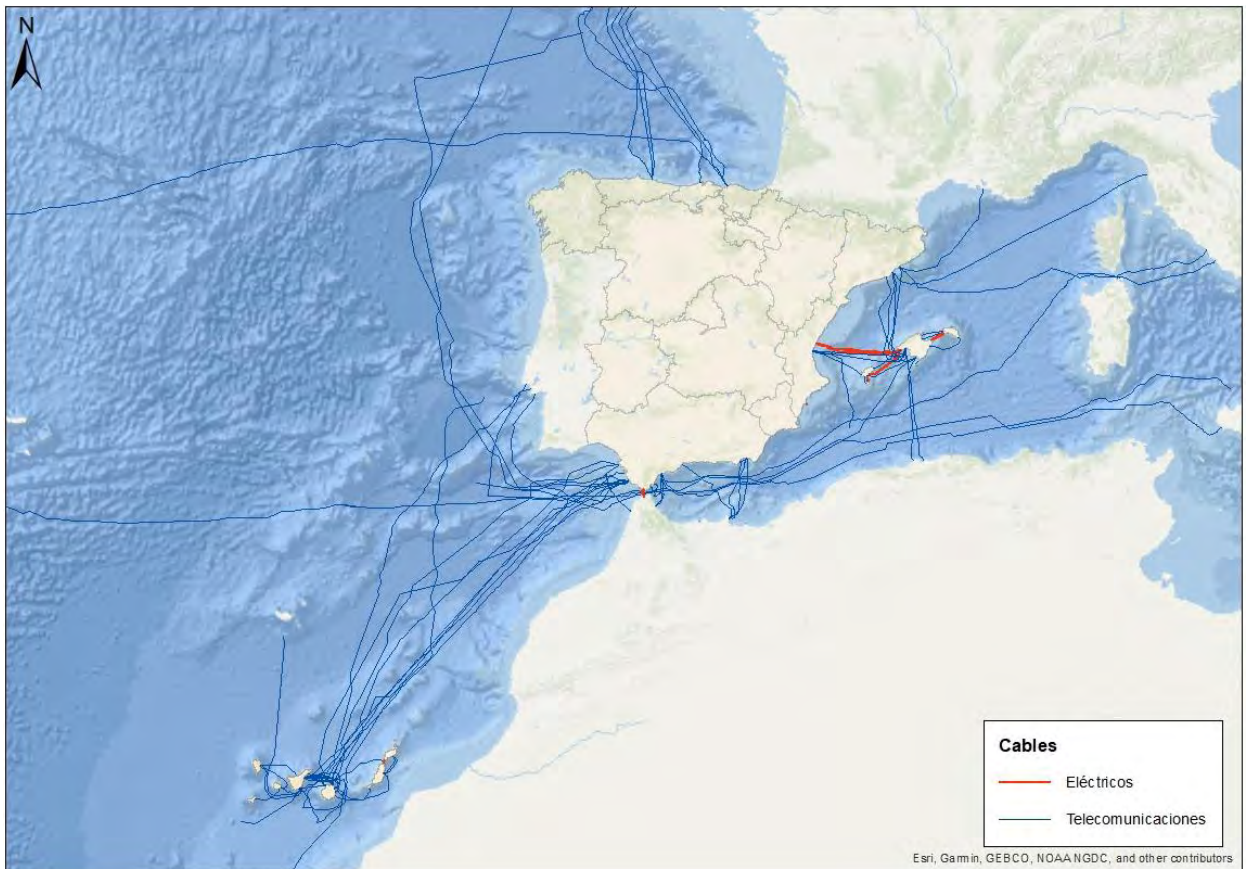 N
Cables
Eléctricos
Telecomunicaciones
Esri, Garmin, GEBCO, NOAA NGDC, and other contributors